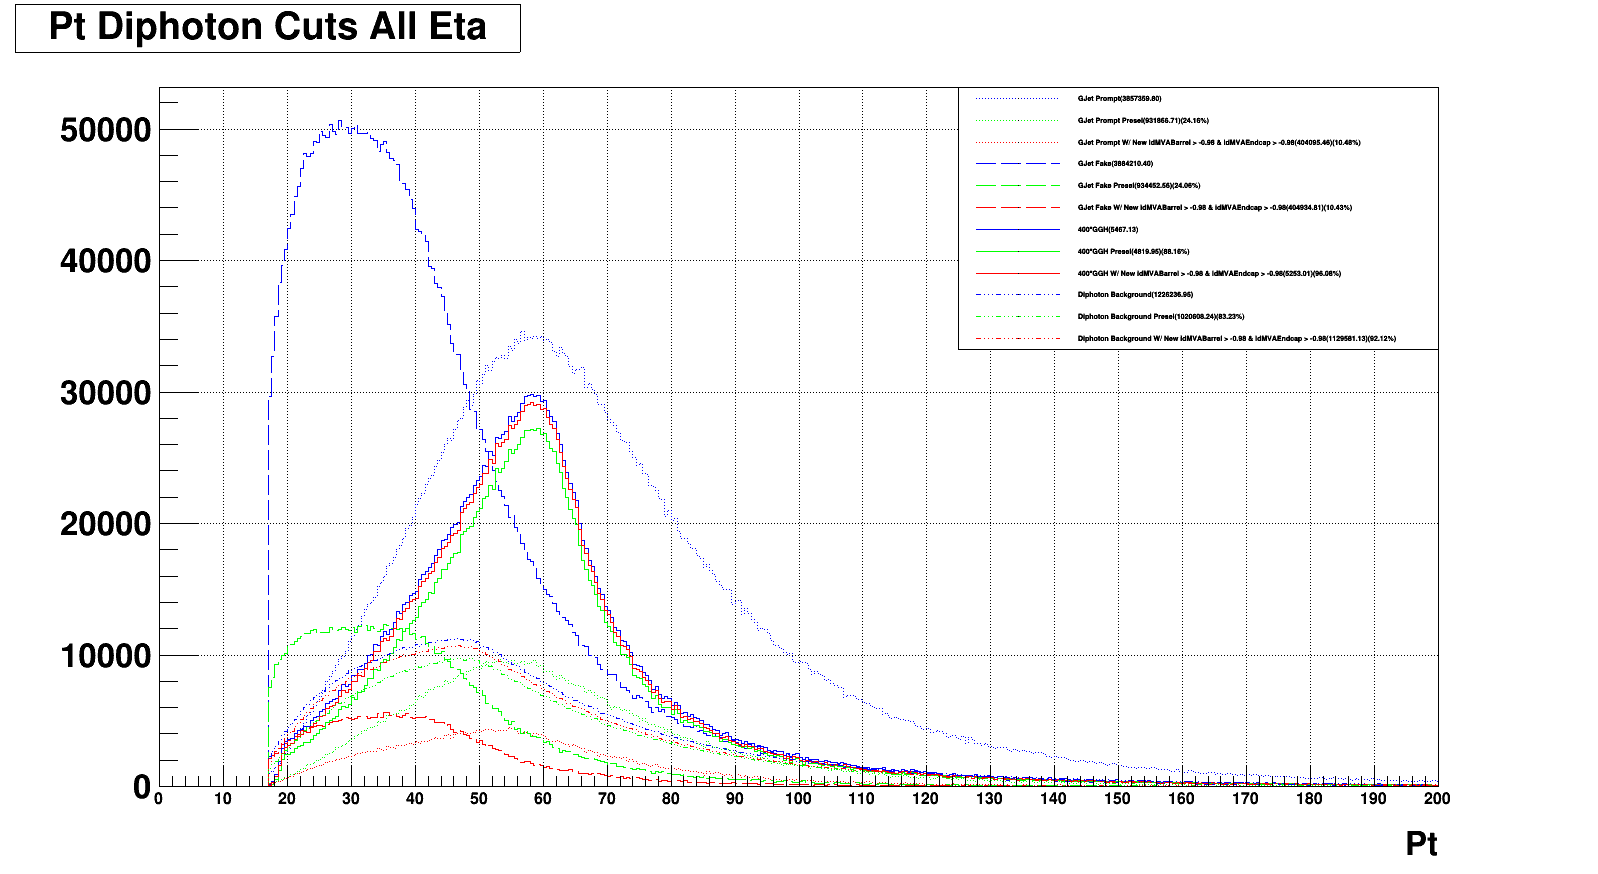 Pt Diphoton Cuts All Eta
GJet Prompt(3857359.80)
GJet Prompt Presel(931866.71)(24.16%)
GJet Prompt W/ New IdMVABarrel > -0.98 & IdMVAEndcap > -0.98(404095.46)(10.48%)
GJet Fake(3884210.40)
GJet Fake Presel(934452.55)(24.06%)
GJet Fake W/ New IdMVABarrel > -0.98 & IdMVAEndcap > -0.98(404934.81)(10.43%)
400*GGH(5467.13)
400*GGH Presel(4819.95)(88.16%)
400*GGH W/ New IdMVABarrel > -0.98 & IdMVAEndcap > -0.98(5253.01)(96.08%)
Diphoton Background(1226236.95)
Diphoton Background Presel(1020608.24)(83.23%)
Diphoton Background W/ New IdMVABarrel > -0.98 & IdMVAEndcap > -0.98(1129581.13)(92.12%)
50000
40000
30000
20000
10000
0
0 10 20 30 40 50 60 70 80 90 100 110 120 130 140 150 160 170 180 190 200
Pt